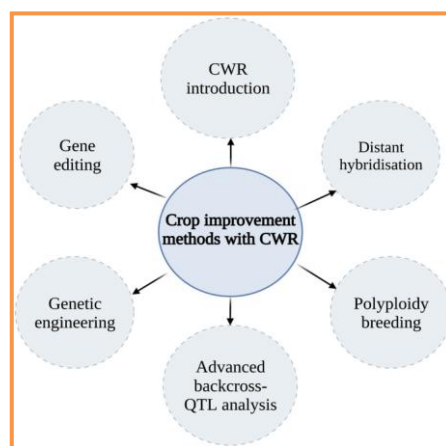 CWR
introduction
Gene
editing
Distant
hybridisation
Crop improvement
methods with CWR
Genetic
engineering
Polyploidy
breeding
Advanced
backcross-
QTL analysis